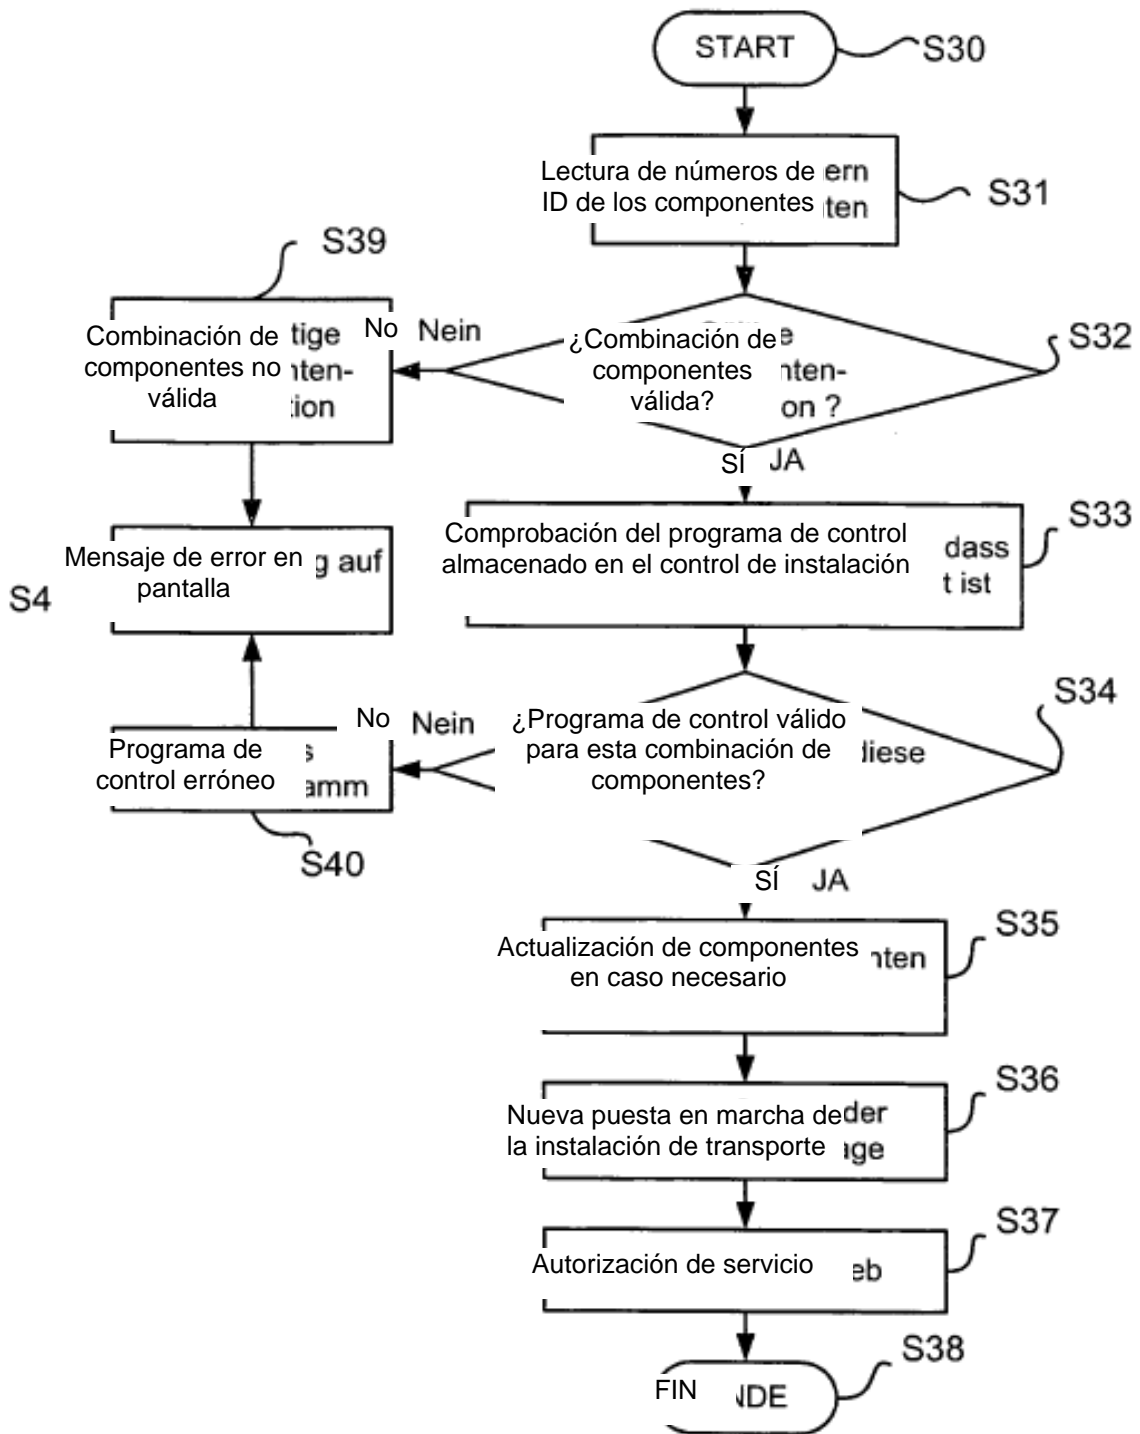 START
S30
Lectura de números de ern
ID de los componentes ten
S31
S39
Combinación de tige
componentes no nten-
válida tion
No Nein
¿Combinación de e
componentes nten-
válida? on ?
S32
SÍ JA
Mensaje de error en g auf
pantalla
S4
Comprobación del programa de control
almacenado en el control de instalación dass
t ist
S33
Programa de s
control erróneo amm
S40
No Nein
¿Programa de control válido
para esta combinación de diese
componentes?
S34
SÍ JA
Actualización de componentes nten
en caso necesario
S35
Nueva puesta en marcha de der
la instalación de transporte age
S36
Autorización de servicio eb
S37
FIN NDE
S38